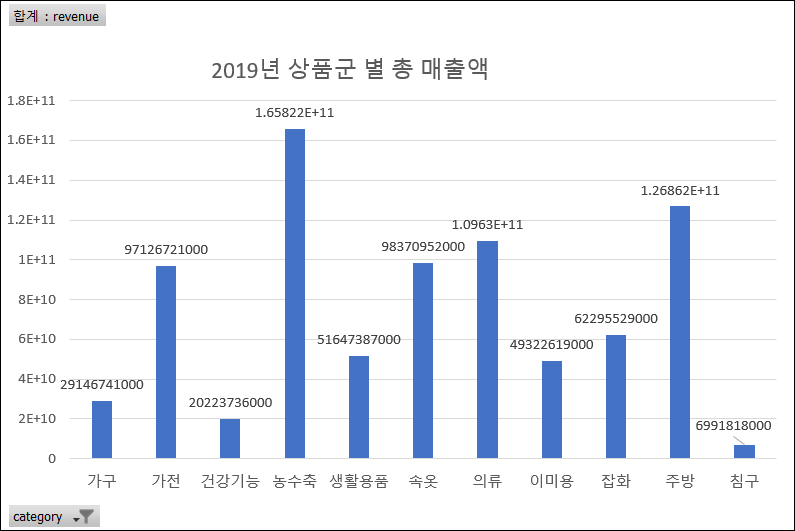 합계 : revenue
2019년 상품군 별 총 매출액
1.8E+11
1.6E+11
1.4E+11
1.2E+11
1E+11
8E+10
6E+10
4E+10
2E+10
0
29146741000
97126721000
20223736000
1.65822E+11
51647387000
98370952000
1.0963E+11
49322619000
62295529000
1.26862E+11
6991818000
가구 가전 건강기능 농수축 생활용품 속옷 의류 이미용 잡화 주방 침구
category